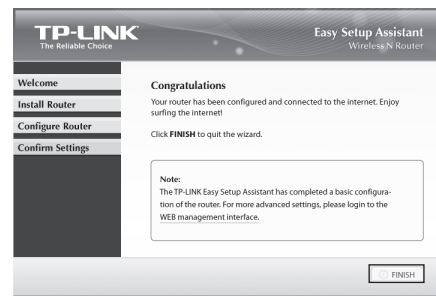 TP-LINK
The Reliable Choice
Easy Setup Assistant
Wireless N Router
Welcome
Install Router
Configure Router
Confirm Settings
Congratulations
Your router has been configured and connected to the internet. Enjoy
surfing the internet!
Click FINISH to quit the wizard.
Note:
The TP-LINK Easy Setup Assistant has completed a basic configura-
tion of the router. For more advanced settings, please login to the
WEB management interface.
FINISH